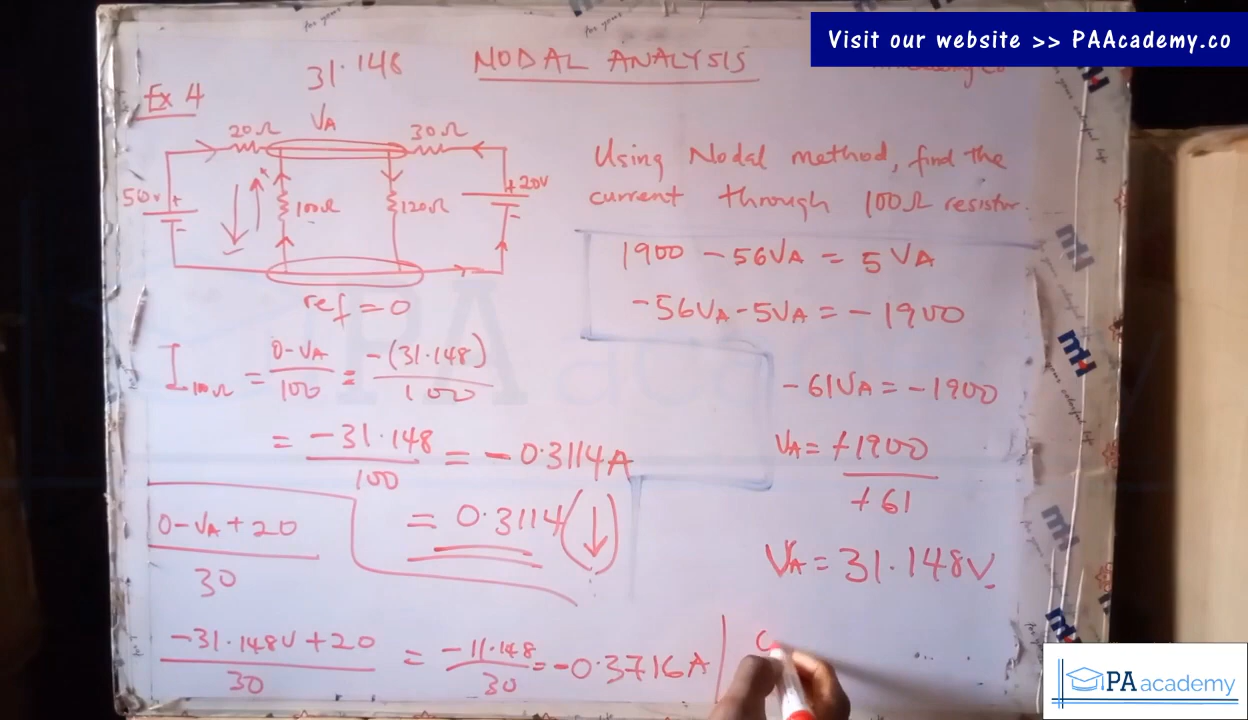 Visit our website >> PAAcademy.co
NODAL ANALYSIS
31.148
Ex 4
VA
20Ω
30Ω
50v
+
100Ω
120Ω
+20v
ref = 0
Using Nodal method, find the
current through 100Ω resistor.
1900 - 56VA = 5VA
-56VA - 5VA = -1900
-61VA = -1900
VA = +1900
+61
VA = 31.148V
I100Ω = 0-VA/100 = -(31.148)/100
= -31.148/100 = -0.3114A
= 0.3114(↓)
0-VA+20
30
-31.148V+20/30 = -11.148/30 = -0.3716A
PA academy